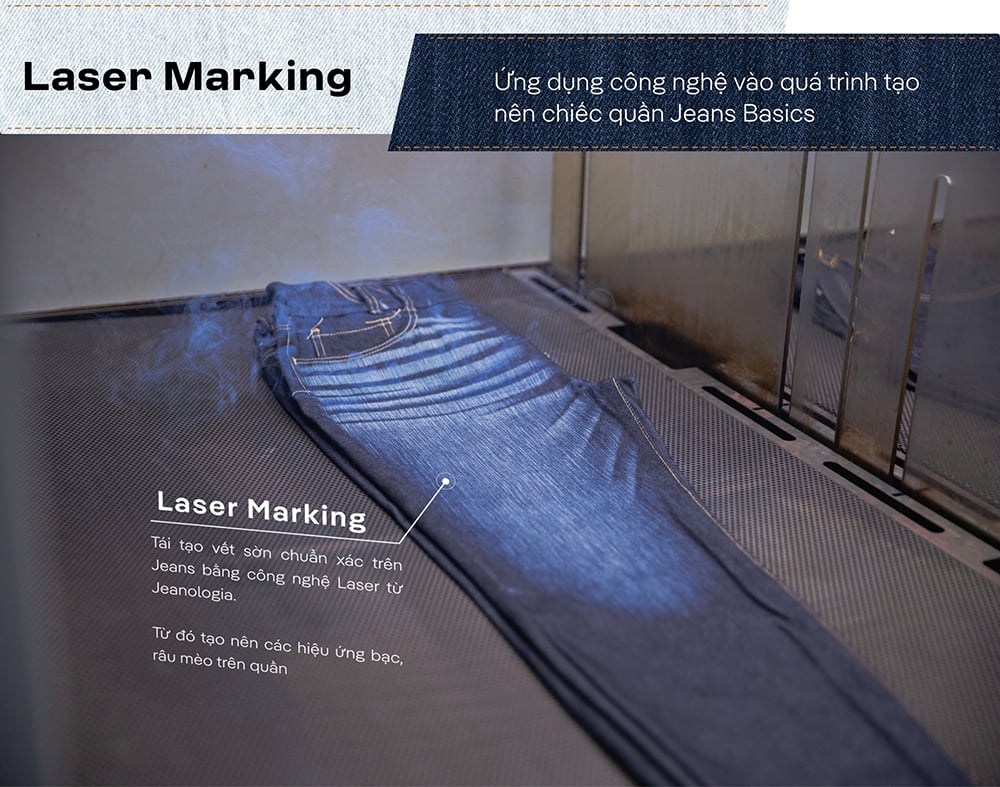 Laser Marking
Ứng dụng công nghệ vào quá trình tạo
nên chiếc quần Jeans Basics
Laser Marking
Tái tạo vết sờn chuẩn xác trên
Jeans bằng công nghệ Laser từ
Jeanologia.
Từ đó tạo nên các hiệu ứng bạc,
râu mèo trên quần